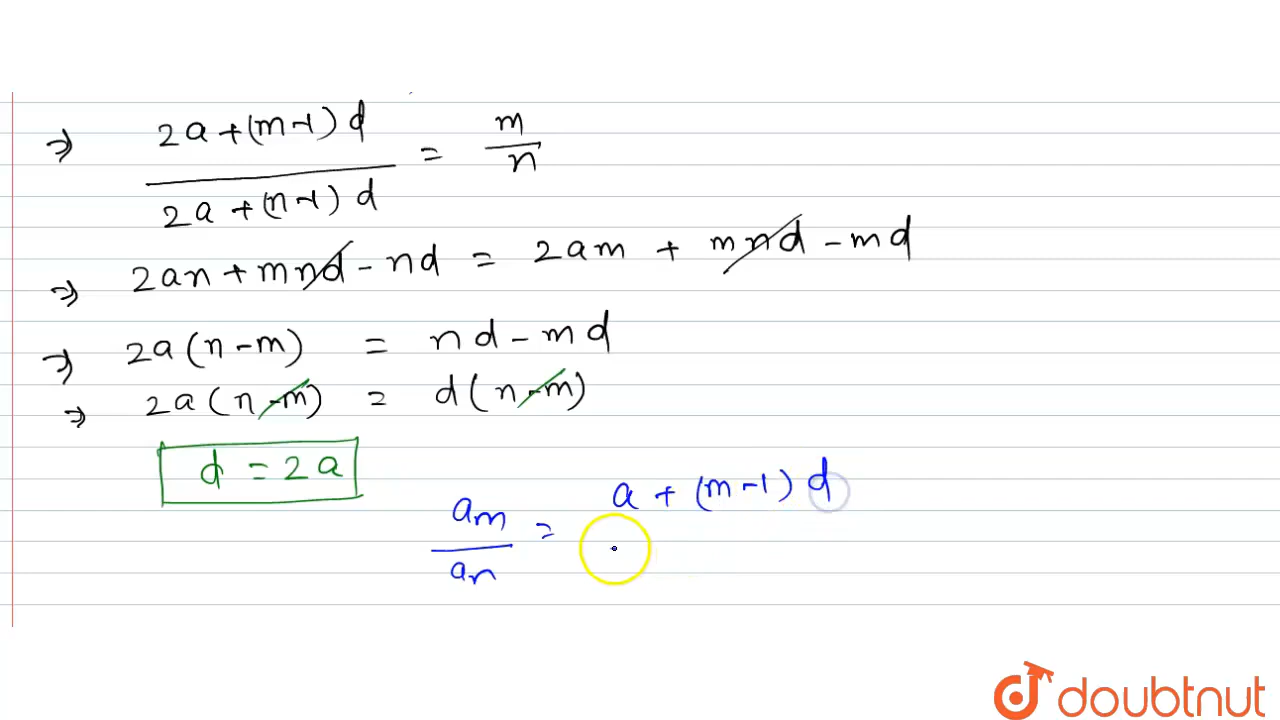 ⇒ (2a+(m-1)d)/(2a+(n-1)d) = m/n
⇒ 2an + mnd - nd = 2am + mnd - md
⇒ 2a(n-m) = nd - md
⇒ 2a(n-m) = d(n-m)
d = 2a
am/an = a + (m-1)d
doubtnut